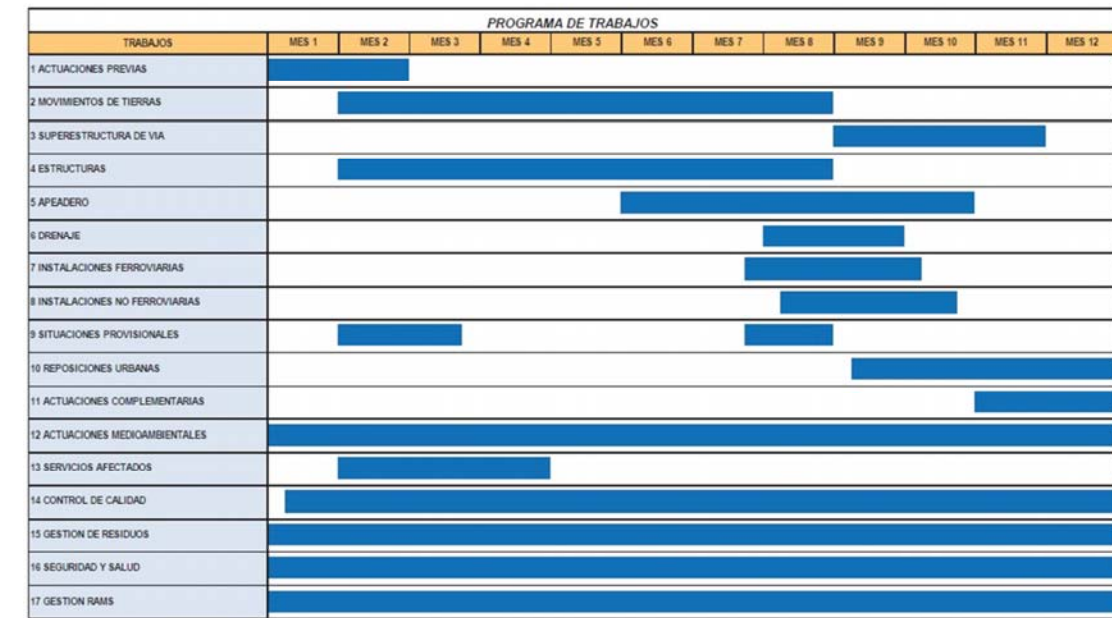 PROGRAMA DE TRABAJOS
TRABAJOS MES 1 MES 2 MES 3 MES 4 MES 5 MES 6 MES 7 MES 8 MES 9 MES 10 MES 11 MES 12
1 ACTUACIONES PREVIAS
2 MOVIMIENTOS DE TIERRAS
3 SUPERESTRUCTURA DE VIA
4 ESTRUCTURAS
5 APEADERO
6 DRENAJE
7 INSTALACIONES FERROVIARIAS
8 INSTALACIONES NO FERROVIARIAS
9 SITUACIONES PROVISIONALES
10 REPOSICIONES URBANAS
11 ACTUACIONES COMPLEMENTARIAS
12 ACTUACIONES MEDIOAMBIENTALES
13 SERVICIOS AFECTADOS
14 CONTROL DE CALIDAD
15 GESTION DE RESIDUOS
16 SEGURIDAD Y SALUD
17 GESTION RAMS